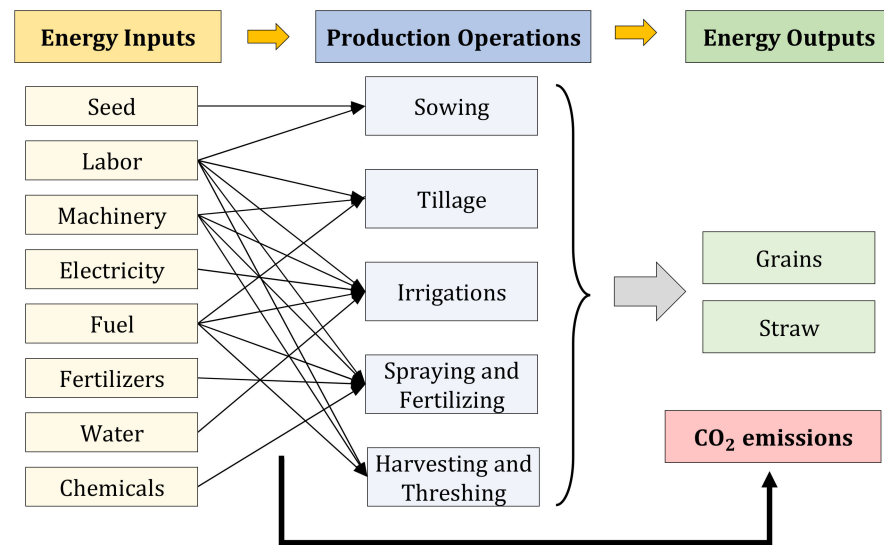 Energy Inputs
Production Operations
Energy Outputs
Seed
Labor
Machinery
Electricity
Fuel
Fertilizers
Water
Chemicals
Sowing
Tillage
Irrigations
Spraying and
Fertilizing
Harvesting and
Threshing
Grains
Straw
CO₂ emissions